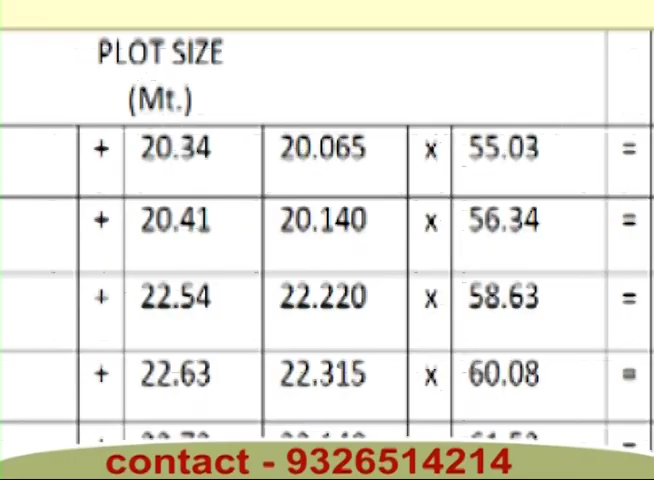 PLOT SIZE
(Mt.)
+ 20.34 20.065 x 55.03 =
+ 20.41 20.140 x 56.34 =
+ 22.54 22.220 x 58.63 =
+ 22.63 22.315 x 60.08 =
contact - 9326514214